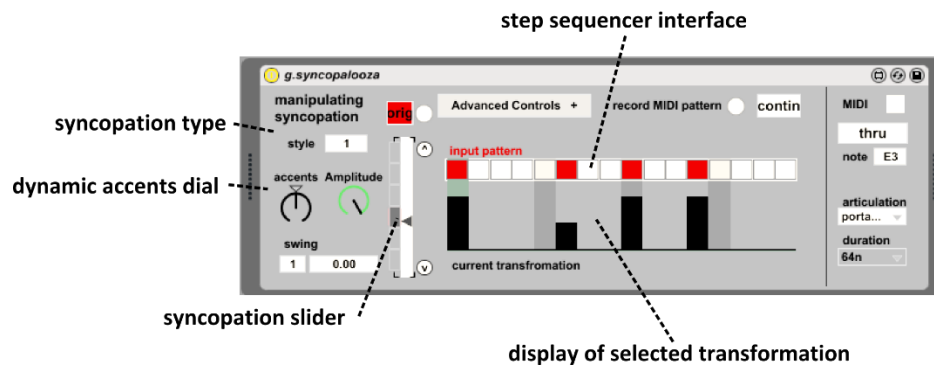 step sequencer interface
g.syncopalooza
manipulating
syncopation
orig
Advanced Controls +
record MIDI pattern
contin
MIDI
thru
syncopation type
style 1
input pattern
note E3
dynamic accents dial
accents Amplitude
articulation
porta...
swing
1 0.00
duration
64n
current transfromation
^
v
syncopation slider
display of selected transformation